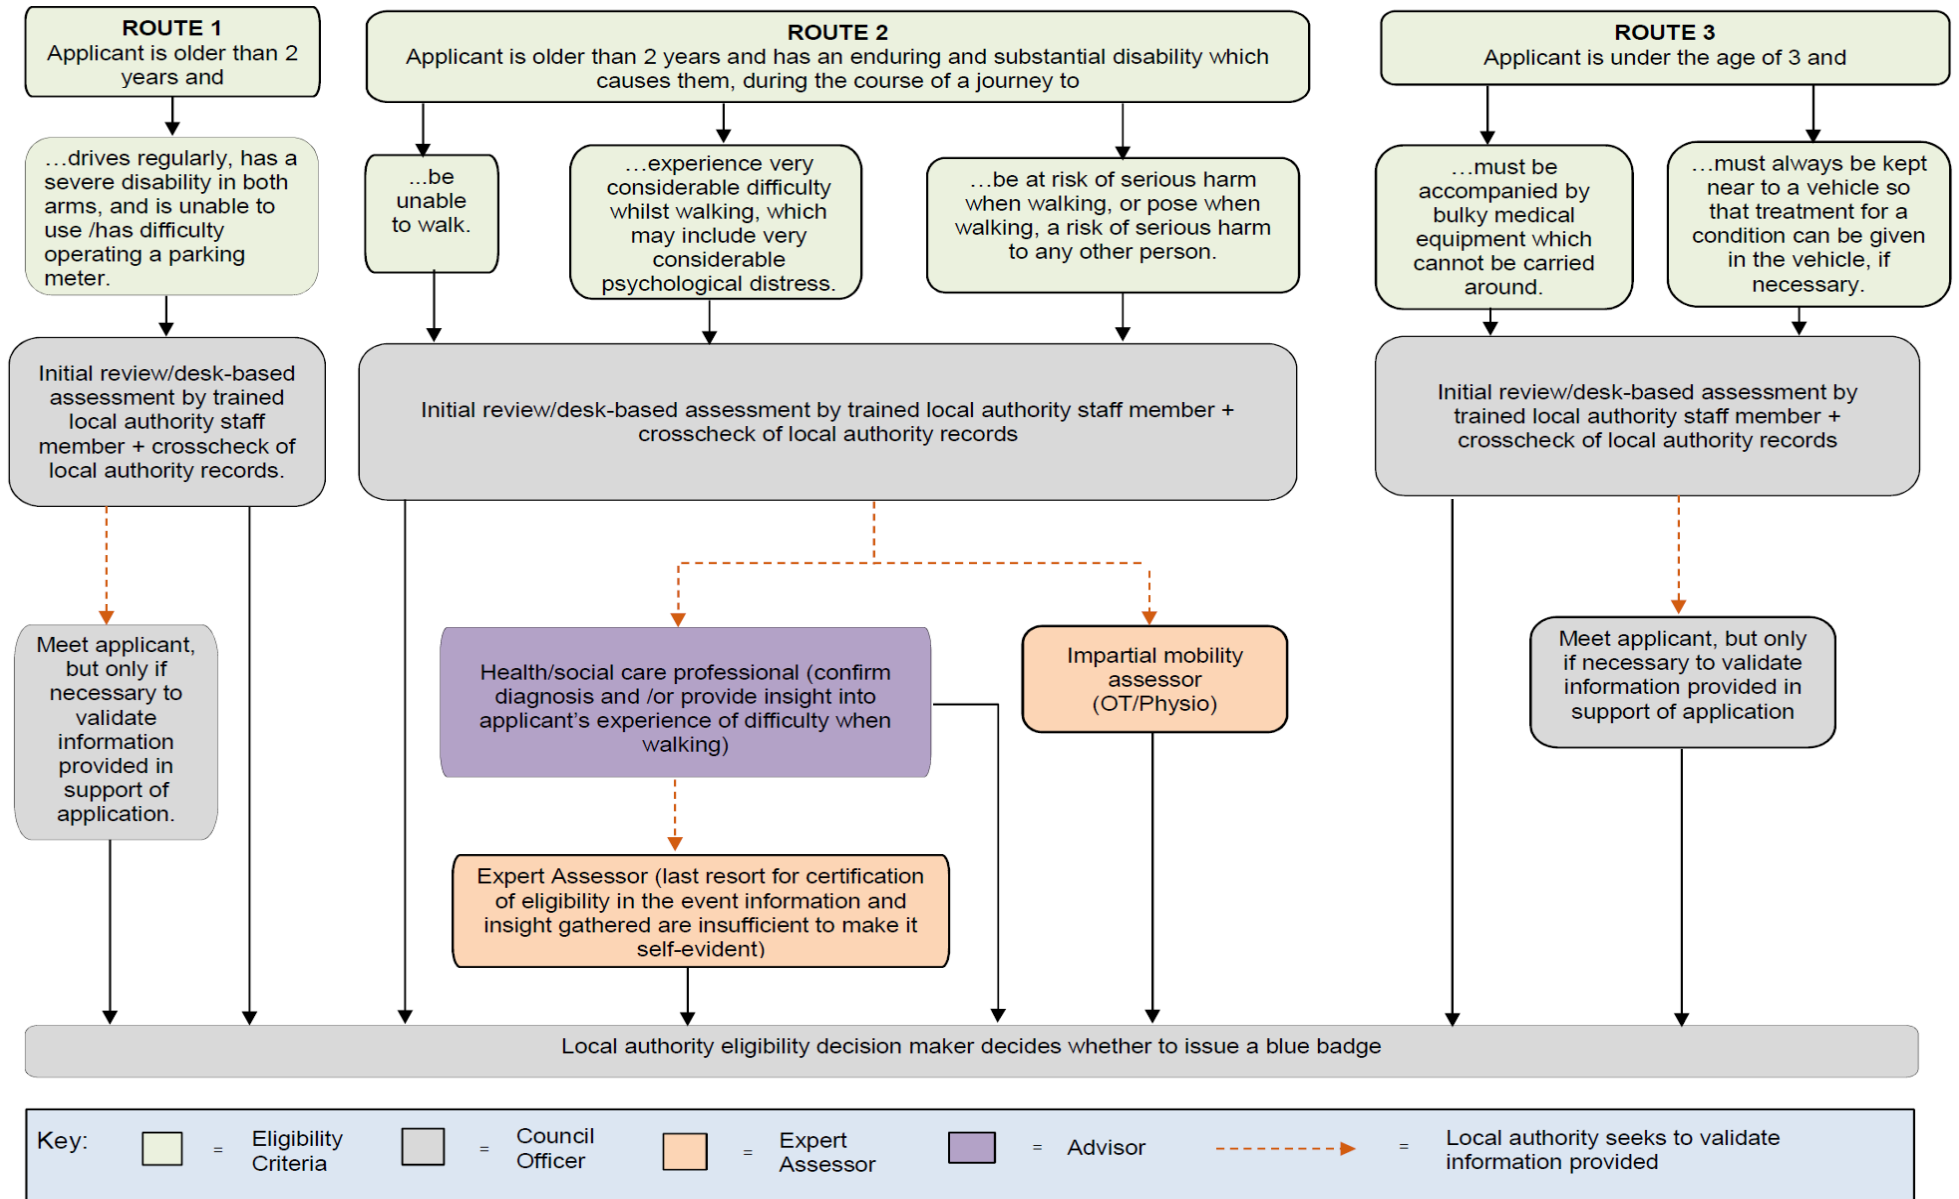 ROUTE 1
Applicant is older than 2
years and
ROUTE 2
Applicant is older than 2 years and has an enduring and substantial disability which
causes them, during the course of a journey to
ROUTE 3
Applicant is under the age of 3 and
…drives regularly, has a
severe disability in both
arms, and is unable to
use /has difficulty
operating a parking
meter.
...be
unable
to walk.
…experience very
considerable difficulty
whilst walking, which
may include very
considerable
psychological distress.
…be at risk of serious harm
when walking, or pose when
walking, a risk of serious harm
to any other person.
…must be
accompanied by
bulky medical
equipment which
cannot be carried
around.
…must always be kept
near to a vehicle so
that treatment for a
condition can be given
in the vehicle, if
necessary.
Initial review/desk-based
assessment by trained
local authority staff
member + crosscheck of
local authority records.
Initial review/desk-based assessment by trained local authority staff member +
crosscheck of local authority records
Initial review/desk-based assessment by
trained local authority staff member +
crosscheck of local authority records
Meet applicant,
but only if
necessary to
validate
information
provided in
support of
application.
Health/social care professional (confirm
diagnosis and /or provide insight into
applicant’s experience of difficulty when
walking)
Impartial mobility
assessor
(OT/Physio)
Meet applicant, but only
if necessary to validate
information provided in
support of application
Expert Assessor (last resort for certification
of eligibility in the event information and
insight gathered are insufficient to make it
self-evident)
Local authority eligibility decision maker decides whether to issue a blue badge
Key:
= Eligibility
Criteria
= Council
Officer
= Expert
Assessor
= Advisor
= Local authority seeks to validate
information provided